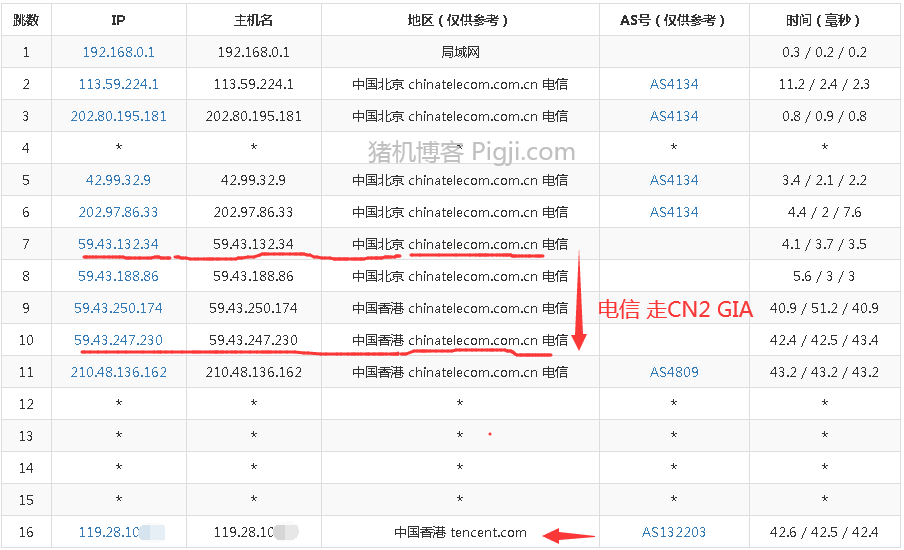 跳数 IP 主机名 地区（仅供参考） AS号（仅供参考） 时间（毫秒）
1 192.168.0.1 192.168.0.1 局域网 0.3 / 0.2 / 0.2
2 113.59.224.1 113.59.224.1 中国北京 chinatelecom.com.cn 电信 AS4134 11.2 / 2.4 / 2.3
3 202.80.195.181 202.80.195.181 中国北京 chinatelecom.com.cn 电信 AS4134 0.8 / 0.9 / 0.8
4 * * * * *
猪机博客 Pigji.com
5 42.99.32.9 42.99.32.9 中国北京 chinatelecom.com.cn 电信 AS4134 3.4 / 2.1 / 2.2
6 202.97.86.33 202.97.86.33 中国北京 chinatelecom.com.cn 电信 AS4134 4.4 / 2 / 7.6
7 59.43.132.34 59.43.132.34 中国北京 chinatelecom.com.cn 电信 4.1 / 3.7 / 3.5
8 59.43.188.86 59.43.188.86 中国北京 chinatelecom.com.cn 电信 5.6 / 3 / 3
9 59.43.250.174 59.43.250.174 中国香港 chinatelecom.com.cn 电信 40.9 / 51.2 / 40.9
电信 走CN2 GIA
10 59.43.247.230 59.43.247.230 中国香港 chinatelecom.com.cn 电信 42.4 / 42.5 / 43.4
11 210.48.136.162 210.48.136.162 中国香港 chinatelecom.com.cn 电信 AS4809 43.2 / 43.2 / 43.2
12 * * * * *
13 * * * * *
14 * * * * *
15 * * * * *
16 119.28.10 119.28.10 中国香港 tencent.com AS132203 42.6 / 42.5 / 42.4